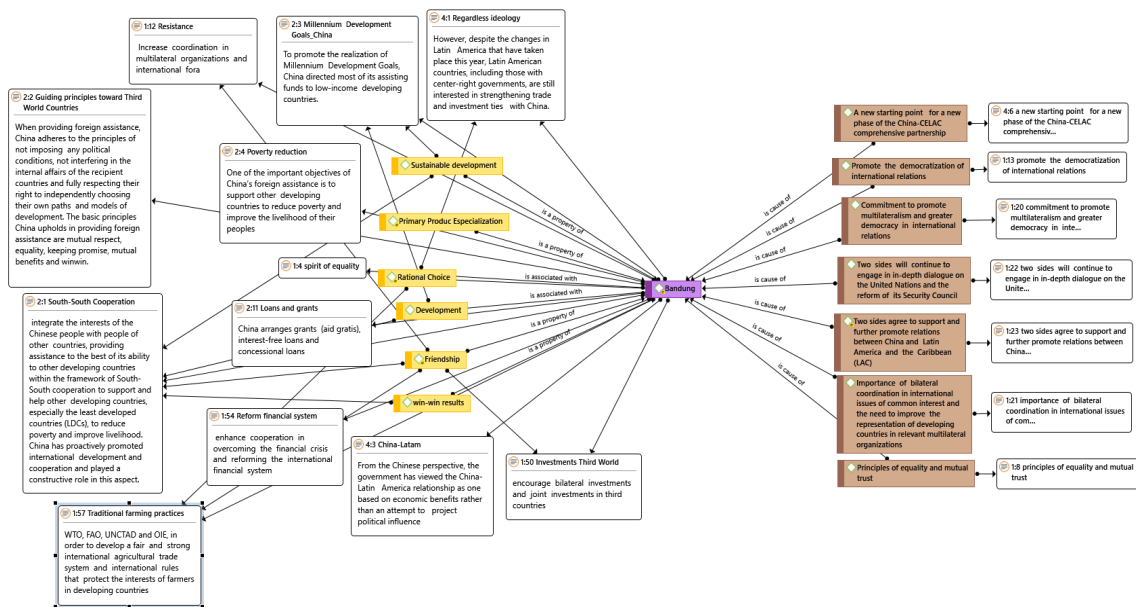 1:12 Resistance
Increase coordination in
multilateral organizations and
international fora
2:3 Millennium Development
Goals_China
To promote the realization of
Millennium Development Goals,
China directed most of its assisting
funds to low-income developing
countries.
4:1 Regardless ideology
However, despite the changes in
Latin America that have taken
place this year, Latin American
countries, including those with
center-right governments, are still
interested in strengthening trade
and investment ties with China.
2:2 Guiding principles toward Third
World Countries
When providing foreign assistance,
China adheres to the principles of
not imposing any political
conditions, not interfering in the
internal affairs of the recipient
countries and fully respecting their
right to independently choosing
their own paths and models of
development. The basic principles
China upholds in providing foreign
assistance are mutual respect,
equality, keeping promise, mutual
benefits and winwin.
2:4 Poverty reduction
One of the important objectives of
China's foreign assistance is to
support other developing
countries to reduce poverty and
improve the livelihood of their
peoples
1:4 spirit of equality
2:1 South-South Cooperation
integrate the interests of the
Chinese people with people of
other countries, providing
assistance to the best of its ability
to other developing countries
within the framework of South-
South cooperation to support and
help other developing countries,
especially the least developed
countries (LDCs), to reduce
poverty and improve livelihood.
China has proactively promoted
international development and
cooperation and played a
constructive role in this aspect.
2:11 Loans and grants
China arranges grants (aid gratis),
interest-free loans and
concessional loans
1:54 Reform financial system
enhance cooperation in
overcoming the financial crisis
and reforming the international
financial system
1:57 Traditional farming practices
WTO, FAO, UNCTAD and OIE, in
order to develop a fair and strong
international agricultural trade
system and international rules
that protect the interests of farmers
in developing countries
4:3 China-Latam
From the Chinese perspective, the
government has viewed the China-
Latin America relationship as one
based on economic benefits rather
than an attempt to project
political influence
1:50 Investments Third World
encourage bilateral investments
and joint investments in third
countries
Sustainable development
Primary Produc Especialization
Rational Choice
Development
Friendship
win-win results
is a property of
is a property of
is associated with
is associated with
is a property of
is a property of
Bandung
is cause of
is cause of
is cause of
is cause of
is cause of
is cause of
is cause of
A new starting point for a new
phase of the China-CELAC
comprehensive partnership
4:6 a new starting point for a new
phase of the China-CELAC
comprehensiv...
Promote the democratization of
international relations
1:13 promote the democratization
of international relations
Commitment to promote
multilateralism and greater
democracy in international
relations
1:20 commitment to promote
multilateralism and greater
democracy in inte...
Two sides will continue to
engage in in-depth dialogue on
the United Nations and the
reform of its Security Council
1:22 two sides will continue to
engage in in-depth dialogue on
the Unite...
Two sides agree to support and
further promote relations
between China and Latin
America and the Caribbean
(LAC)
1:23 two sides agree to support and
further promote relations between
China...
Importance of bilateral
coordination in international
issues of common interest and
the need to improve the
representation of developing
countries in relevant multilateral
organizations
1:21 importance of bilateral
coordination in international issues
of com...
Principles of equality and mutual
trust
1:8 principles of equality and mutual
trust